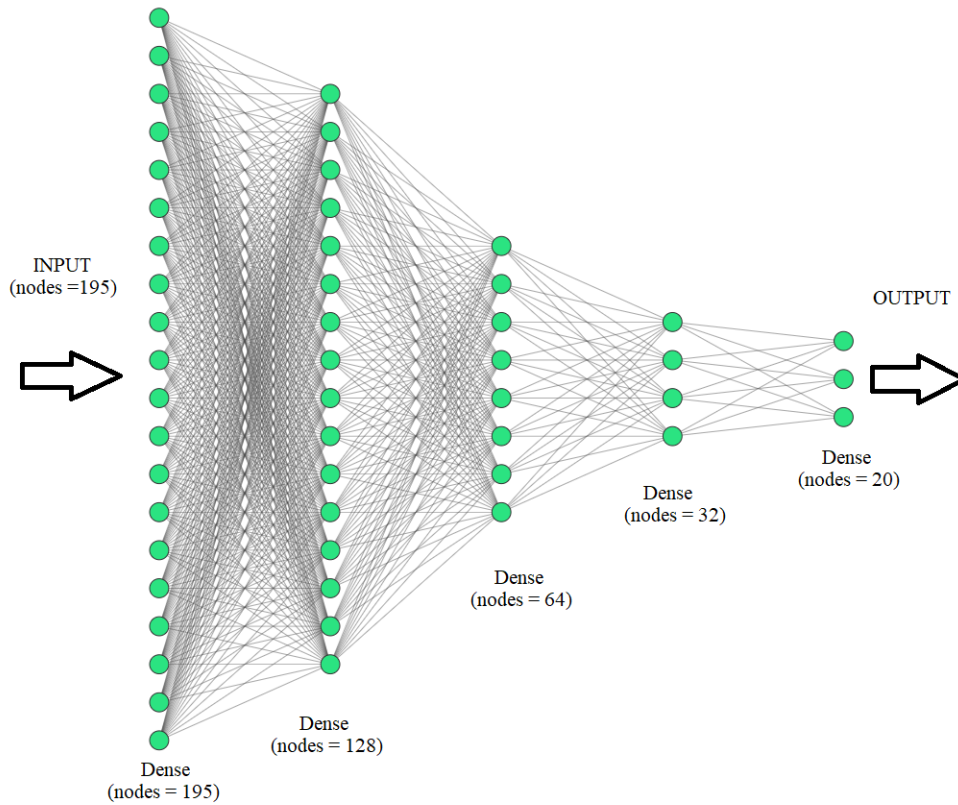 INPUT
(nodes =195)
OUTPUT
Dense
(nodes = 20)
Dense
(nodes = 32)
Dense
(nodes = 64)
Dense
(nodes = 128)
Dense
(nodes = 195)